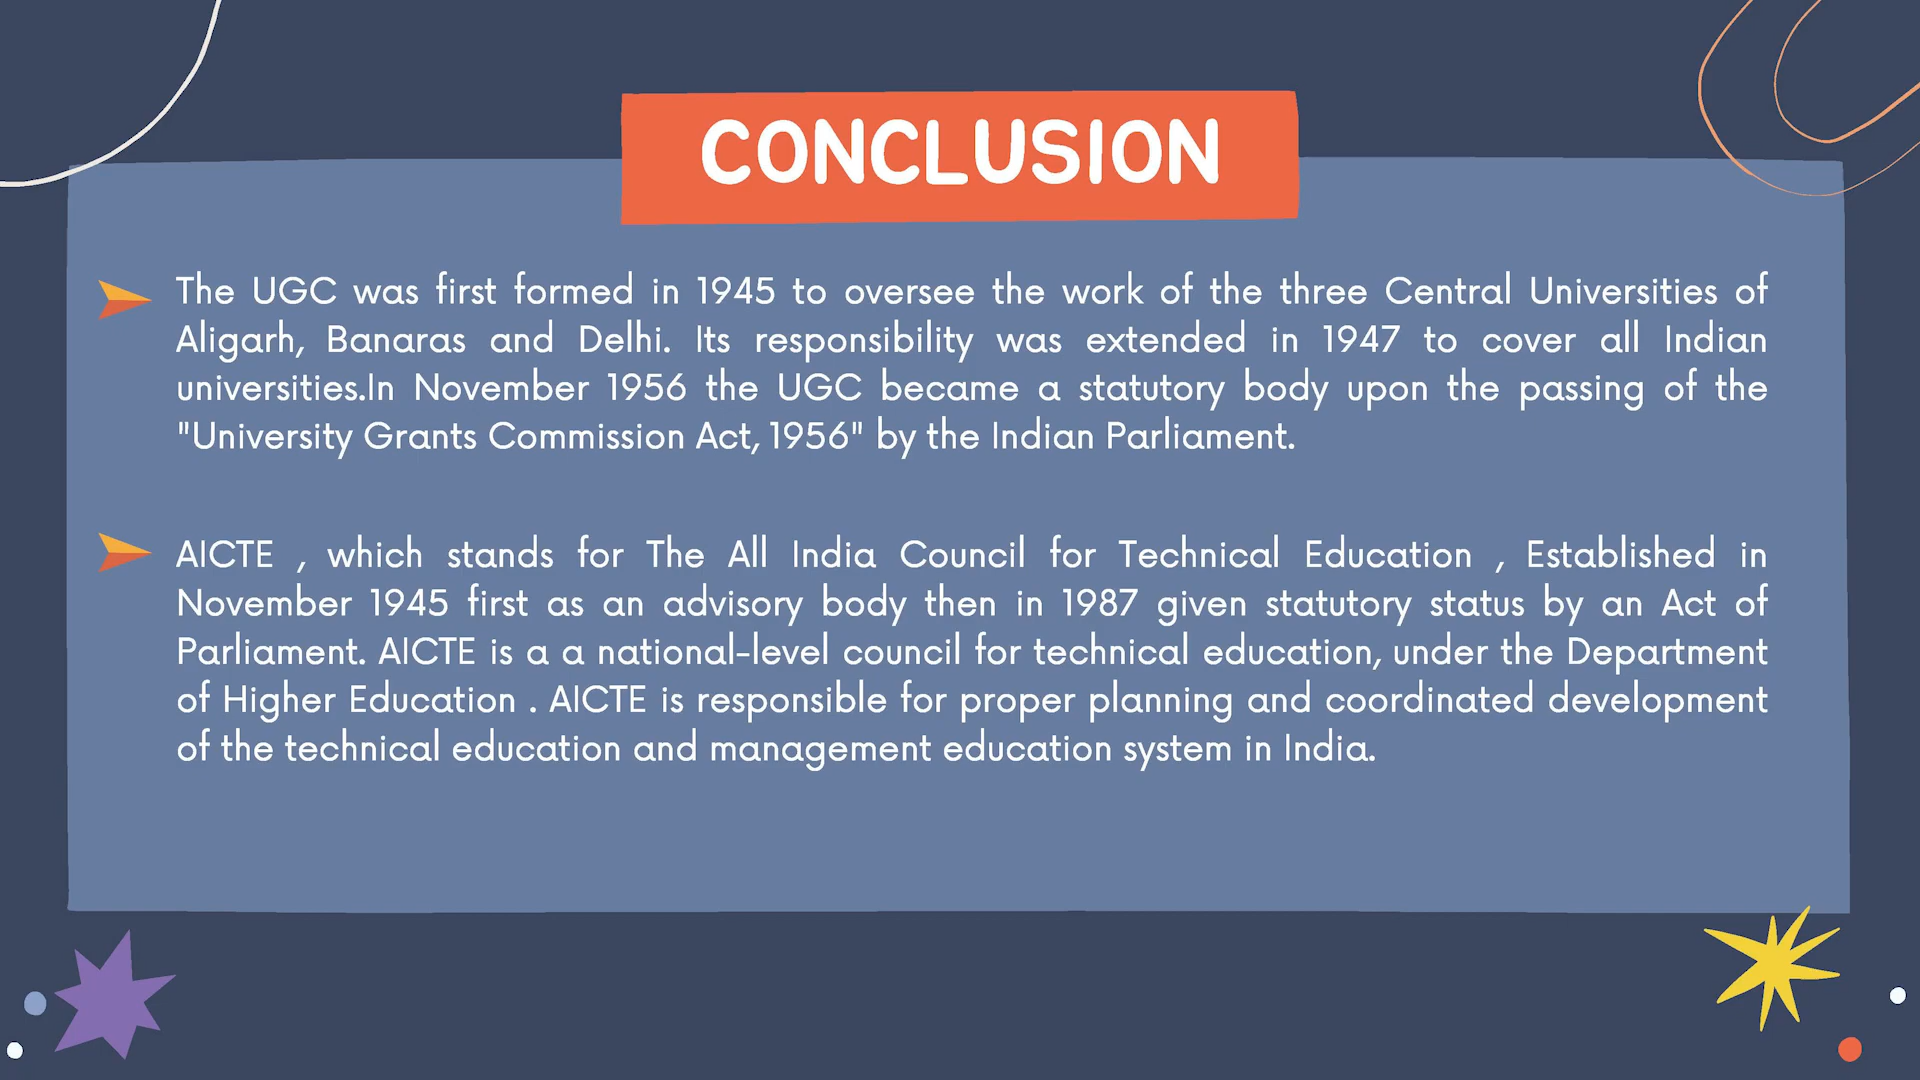 CONCLUSION
The UGC was first formed in 1945 to oversee the work of the three Central Universities of
Aligarh, Banaras and Delhi. Its responsibility was extended in 1947 to cover all Indian
universities.In November 1956 the UGC became a statutory body upon the passing of the
"University Grants Commission Act, 1956" by the Indian Parliament.
AICTE , which stands for The All India Council for Technical Education , Established in
November 1945 first as an advisory body then in 1987 given statutory status by an Act of
Parliament. AICTE is a a national-level council for technical education, under the Department
of Higher Education . AICTE is responsible for proper planning and coordinated development
of the technical education and management education system in India.